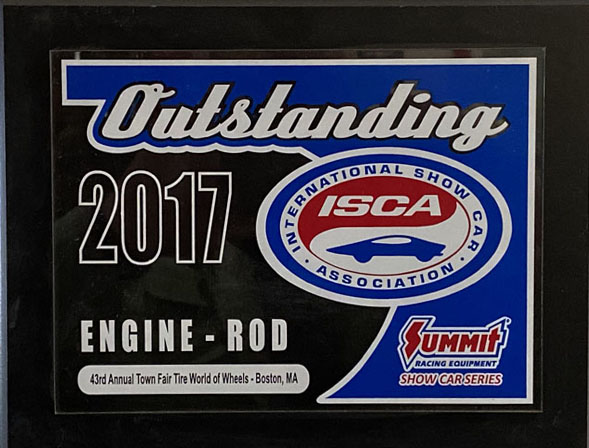 Outstanding
2017
INTERNATIONAL SHOW CAR
ISCA
• ASSOCIATION •
ENGINE - ROD
43rd Annual Town Fair Tire World of Wheels - Boston, MA
SUMMIT
RACING EQUIPMENT
SHOW CAR SERIES